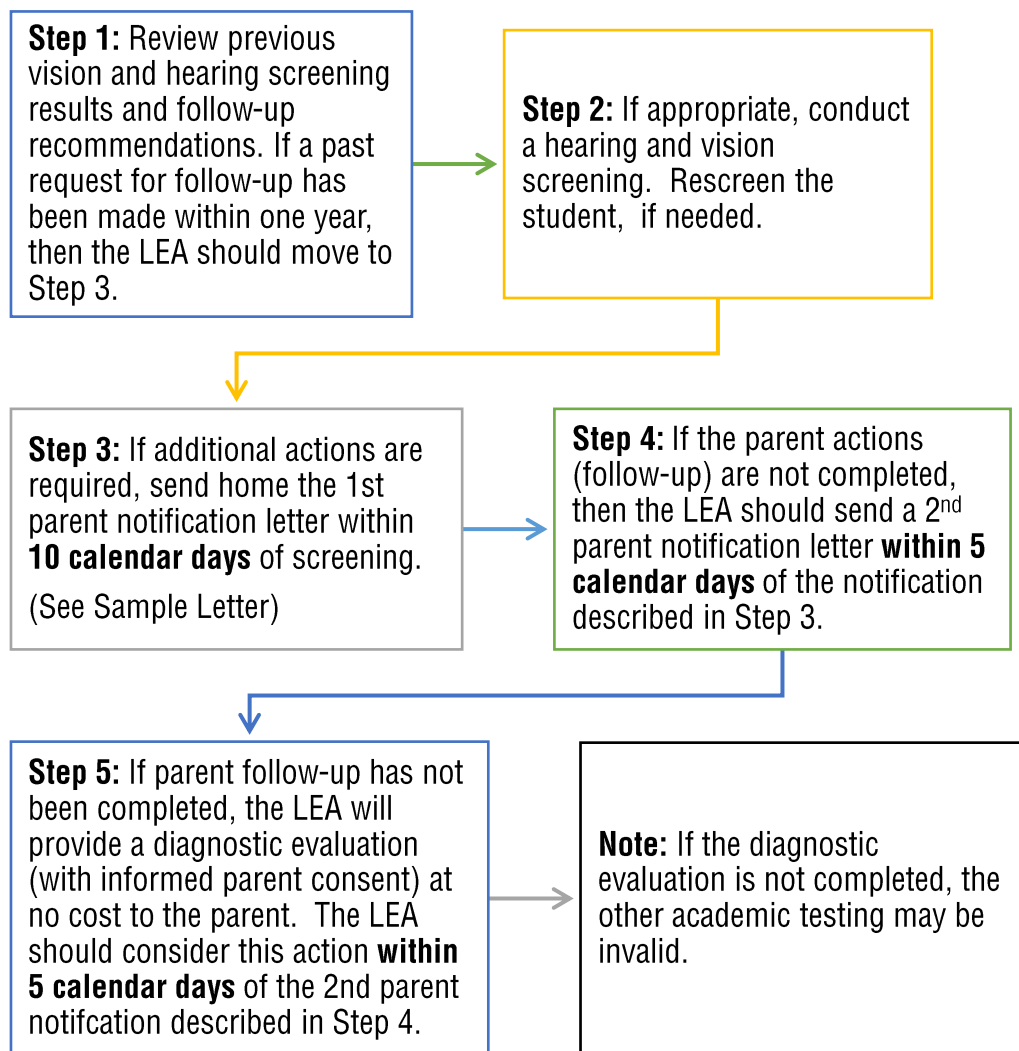 Step 1: Review previous
vision and hearing screening
results and follow-up
recommendations. If a past
request for follow-up has
been made within one year,
then the LEA should move to
Step 3.
Step 2: If appropriate, conduct
a hearing and vision
screening.  Rescreen the
student,  if needed.
Step 3: If additional actions are
required, send home the 1st
parent notification letter within
10 calendar days of screening.
(See Sample Letter)
Step 4: If the parent actions
(follow-up) are not completed,
then the LEA should send a 2nd
parent notification letter within 5
calendar days of the notification
described in Step 3.
Step 5: If parent follow-up has not
been completed, the LEA will
provide a diagnostic evaluation
(with informed parent consent) at
no cost to the parent.  The LEA
should consider this action within
5 calendar days of the 2nd parent
notifcation described in Step 4.
Note: If the diagnostic
evaluation is not completed, the
other academic testing may be
invalid.